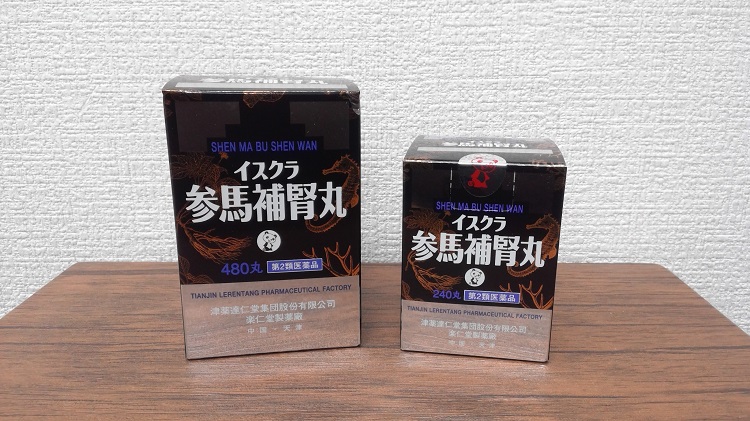 SHEN MA BU SHEN WAN
イスクラ
参馬補腎丸
480丸 第2類医薬品
TIANJIN LERENTANG PHARMACEUTICAL FACTORY
津薬達仁堂集団股份有限公司
楽仁堂製薬廠
中国 天津
SHEN MA BU SHEN WAN
イスクラ
参馬補腎丸
240丸 第2類医薬品
TIANJIN LERENTANG PHARMACEUTICAL FACTORY
津薬達仁堂集団股份有限公司
楽仁堂製薬廠
中国 天津